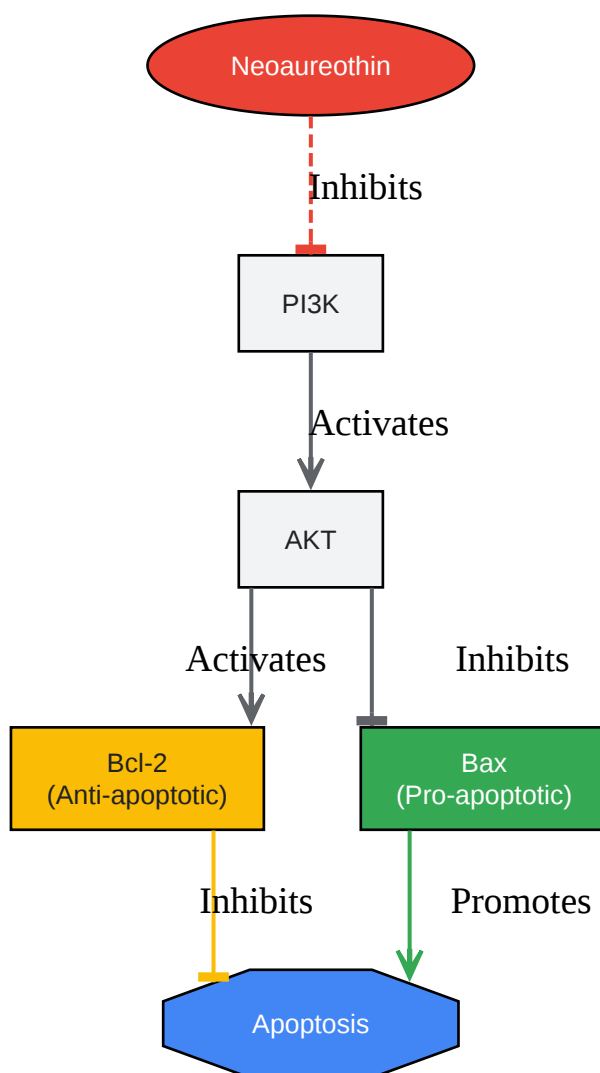 Neoaureothin
Inhibits
PI3K
Activates
AKT
Activates
Inhibits
Bcl-2
(Anti-apoptotic)
Bax
(Pro-apoptotic)
Inhibits
Promotes
Apoptosis